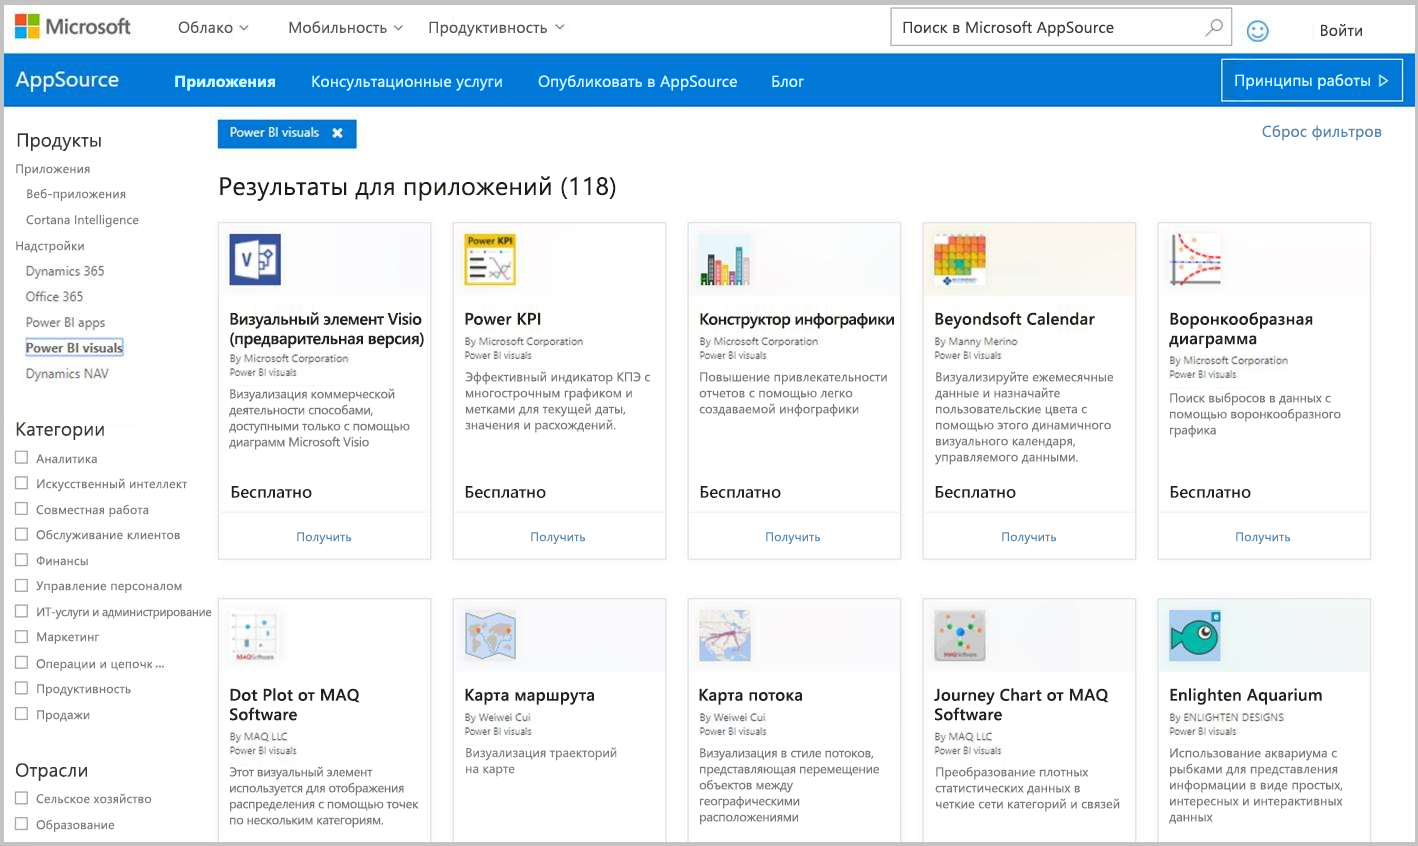 Microsoft
Облако
Мобильность
Продуктивность
Поиск в Microsoft AppSource
Войти
AppSource
Приложения
Консультационные услуги
Опубликовать в AppSource
Блог
Принципы работы
Продукты
Приложения
Веб-приложения
Cortana Intelligence
Надстройки
Dynamics 365
Office 365
Power BI apps
Power BI visuals
Dynamics NAV
Категории
Аналитика
Искусственный интеллект
Совместная работа
Обслуживание клиентов
Финансы
Управление персоналом
ИТ-услуги и администрирование
Маркетинг
Операции и цепочк ...
Продуктивность
Продажи
Отрасли
Сельское хозяйство
Образование
Power BI visuals
Сброс фильтров
Результаты для приложений (118)
V
Визуальный элемент Visio
(предварительная версия)
By Microsoft Corporation
Power BI visuals
Визуализация коммерческой
деятельности способами,
доступными только с помощью
диаграмм Microsoft Visio
Бесплатно
Получить
Power KPI
Power KPI
By Microsoft Corporation
Power BI visuals
Эффективный индикатор КПЭ с
многострочным графиком и
метками для текущей даты,
значения и расхождений.
Бесплатно
Получить
Конструктор инфографики
By Microsoft Corporation
Power BI visuals
Повышение привлекательности
отчетов с помощью легко
создаваемой инфографики
Бесплатно
Получить
Beyondsoft Calendar
By Manny Merino
Power BI visuals
Визуализируйте ежемесячные
данные и назначайте
пользовательские цвета с
помощью этого динамичного
визуального календаря,
управляемого данными.
Бесплатно
Получить
Воронкообразная
диаграмма
By Microsoft Corporation
Power BI visuals
Поиск выбросов в данных с
помощью воронкообразного
графика
Бесплатно
Получить
MAQSoftware
Dot Plot от MAQ
Software
By MAQ LLC
Power BI visuals
Этот визуальный элемент
используется для отображения
распределения с помощью точек
по нескольким категориям.
Карта маршрута
By Weiwei Cui
Power BI visuals
Визуализация траекторий
на карте
Карта потока
By Weiwei Cui
Power BI visuals
Визуализация в стиле потоков,
представляющая перемещение
объектов между
географическими
расположениями
MAQSoftware
Journey Chart от MAQ
Software
By MAQ LLC
Power BI visuals
Преобразование плотных
статистических данных в
четкие сети категорий и связей
Enlighten Aquarium
By ENLIGHTEN DESIGNS
Power BI visuals
Использование аквариума с
рыбками для представления
информации в виде простых,
интересных и интерактивных
данных